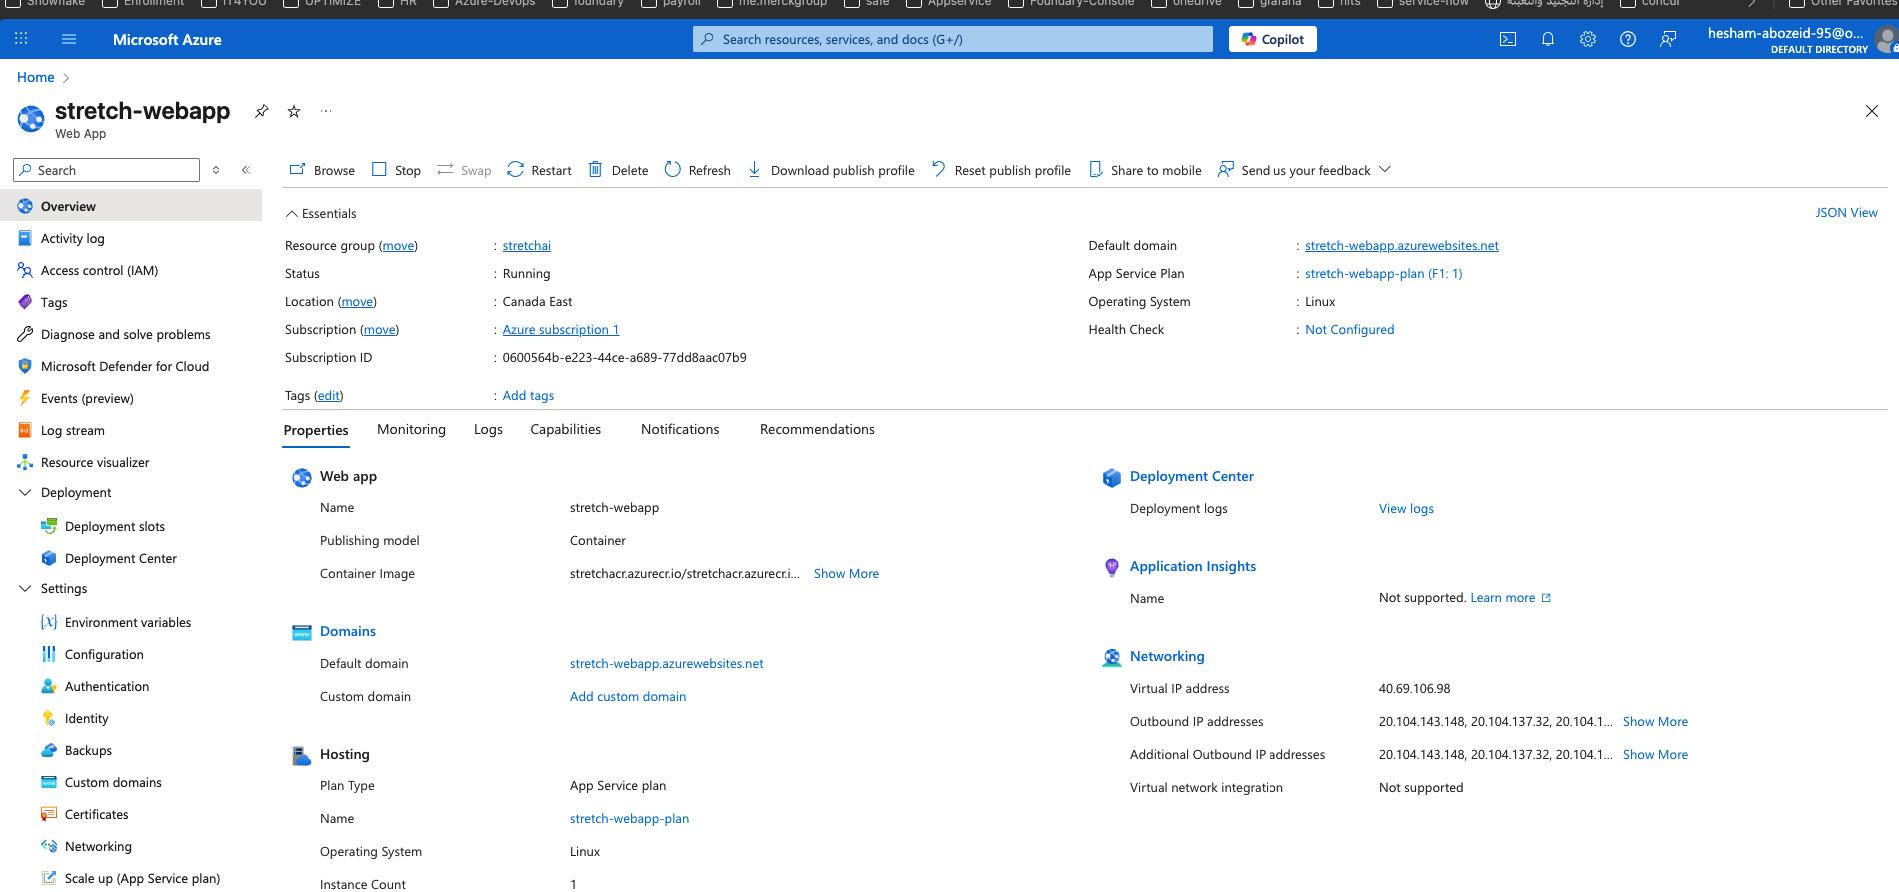 Snowflake Enrollment IT4YOU UPTIMIZE HR Azure-Devops foundary payroll me.merckgroup safe Appservice Foundary-Console onedrive grafana hits service-now إدارة التجنيد والتعبئة concur Other Favorites
Microsoft Azure
Search resources, services, and docs (G+/)
Copilot
hesham-abozeid-95@o...
DEFAULT DIRECTORY
Home
stretch-webapp
Web App
Search
Browse Stop Swap Restart Delete Refresh Download publish profile Reset publish profile Share to mobile Send us your feedback
Overview
Activity log
Access control (IAM)
Tags
Diagnose and solve problems
Microsoft Defender for Cloud
Events (preview)
Log stream
Resource visualizer
Deployment
Deployment slots
Deployment Center
Settings
Environment variables
Configuration
Authentication
Identity
Backups
Custom domains
Certificates
Networking
Scale up (App Service plan)
Essentials
JSON View
Resource group (move) : stretchai
Status : Running
Location (move) : Canada East
Subscription (move) : Azure subscription 1
Subscription ID : 0600564b-e223-44ce-a689-77dd8aac07b9
Tags (edit) : Add tags
Default domain : stretch-webapp.azurewebsites.net
App Service Plan : stretch-webapp-plan (F1: 1)
Operating System : Linux
Health Check : Not Configured
Properties Monitoring Logs Capabilities Notifications Recommendations
Web app
Name stretch-webapp
Publishing model Container
Container Image stretchacr.azurecr.io/stretchacr.azurecr.i... Show More
Domains
Default domain stretch-webapp.azurewebsites.net
Custom domain Add custom domain
Hosting
Plan Type App Service plan
Name stretch-webapp-plan
Operating System Linux
Instance Count 1
Deployment Center
Deployment logs View logs
Application Insights
Name Not supported. Learn more
Networking
Virtual IP address 40.69.106.98
Outbound IP addresses 20.104.143.148, 20.104.137.32, 20.104.1... Show More
Additional Outbound IP addresses 20.104.143.148, 20.104.137.32, 20.104.1... Show More
Virtual network integration Not supported